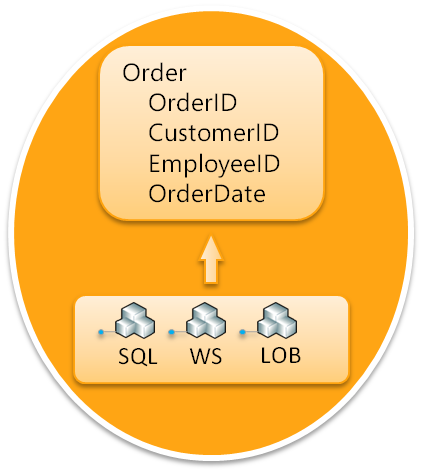 Order
OrderID
CustomerID
EmployeeID
OrderDate
SQL WS LOB